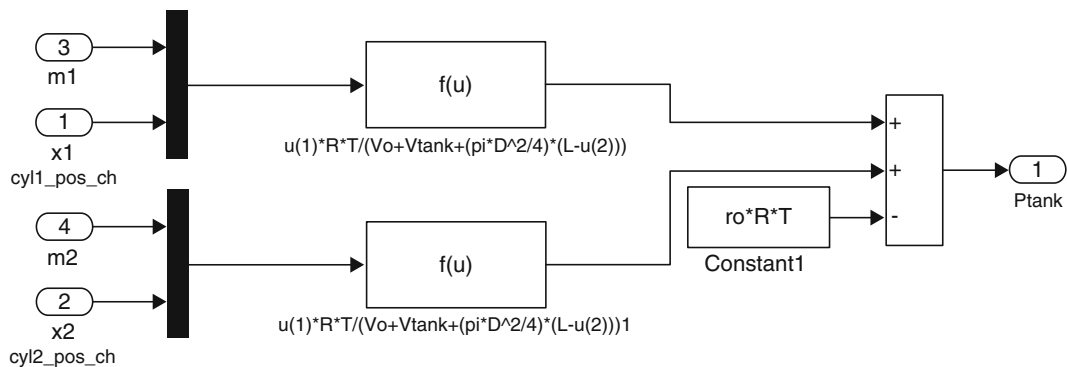 3
m1
1
x1
cyl1_pos_ch
f(u)
u(1)*R*T/(Vo+Vtank+(pi*D^2/4)*(L-u(2)))
4
m2
2
x2
cyl2_pos_ch
f(u)
u(1)*R*T/(Vo+Vtank+(pi*D^2/4)*(L-u(2)))1
ro*R*T
Constant1
+
+
-
1
Ptank